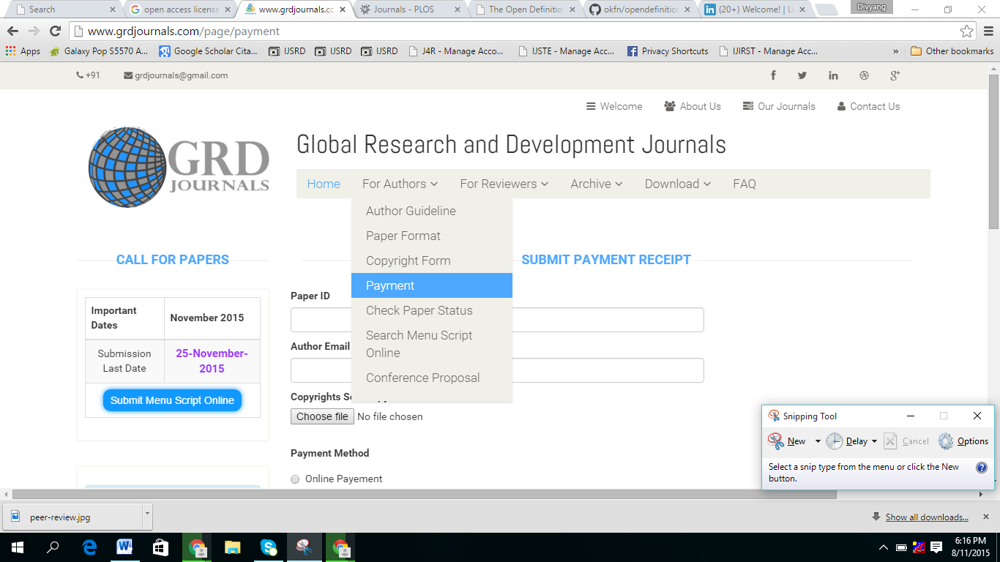 Search
open access license
www.grdjournals.cc
Journals - PLOS
The Open Definition
okfn/opendefinition
(20+) Welcome! | Li
Divyang
www.grdjournals.com/page/payment
Apps
Galaxy Pop S5570 A...
Google Scholar Cita...
IJSRD
IJSRD
IJSRD
J4R - Manage Acco...
IJSTE - Manage Acc...
Privacy Shortcuts
IJIRST - Manage Acc...
»
Other bookmarks
+91
grdjournals@gmail.com
Welcome
About Us
Our Journals
Contact Us
GRD
JOURNALS
Global Research and Development Journals
Home
For Authors
For Reviewers
Archive
Download
FAQ
Author Guideline
Paper Format
Copyright Form
Payment
Check Paper Status
Search Menu Script
Online
Conference Proposal
CALL FOR PAPERS
Important
Dates
November 2015
Submission
Last Date
25-November-
2015
Submit Menu Script Online
SUBMIT PAYMENT RECEIPT
Paper ID
Author Email
Copyrights
Choose file No file chosen
Payment Method
Online Payement
Snipping Tool
New
Delay
Cancel
Options
Select a snip type from the menu or click the New
button.
peer-review.jpg
Show all downloads...
6:16 PM
8/11/2015